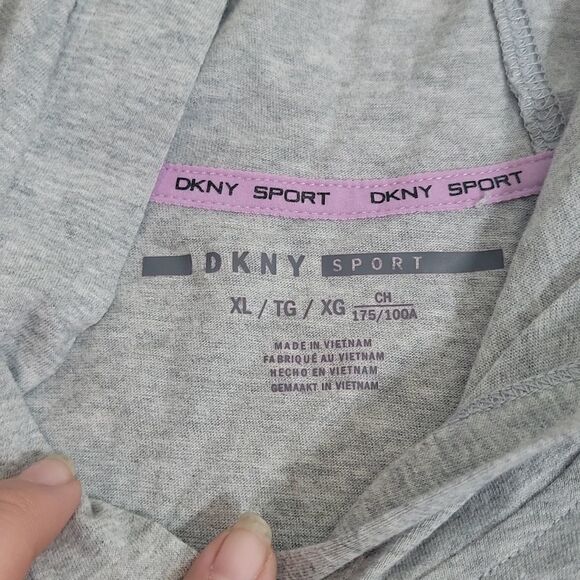 DKNY SPORT DKNY SPORT
DKNY SPORT
XL / TG / XG CH 175/100A
MADE IN VIETNAM
FABRIQUÉ AU VIETNAM
HECHO EN VIETNAM
GEMAAKT IN VIETNAM